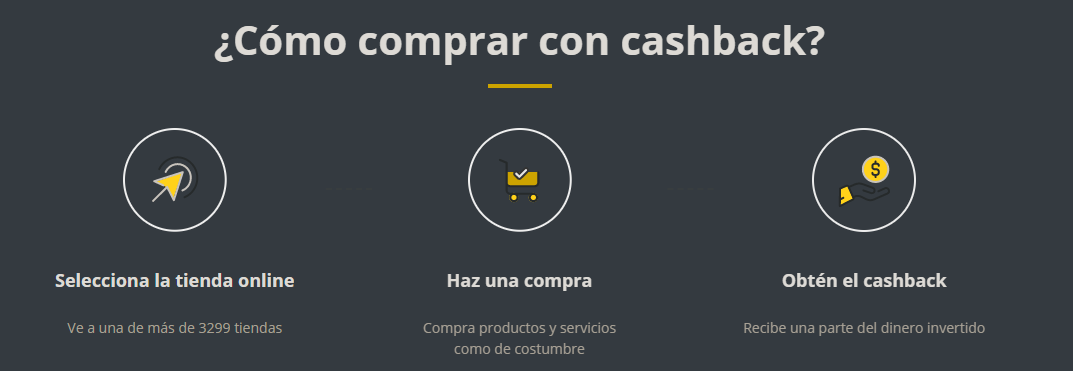 ¿Cómo comprar con cashback?
Selecciona la tienda online
Ve a una de más de 3299 tiendas
Haz una compra
Compra productos y servicios
como de costumbre
$
Obtén el cashback
Recibe una parte del dinero invertido